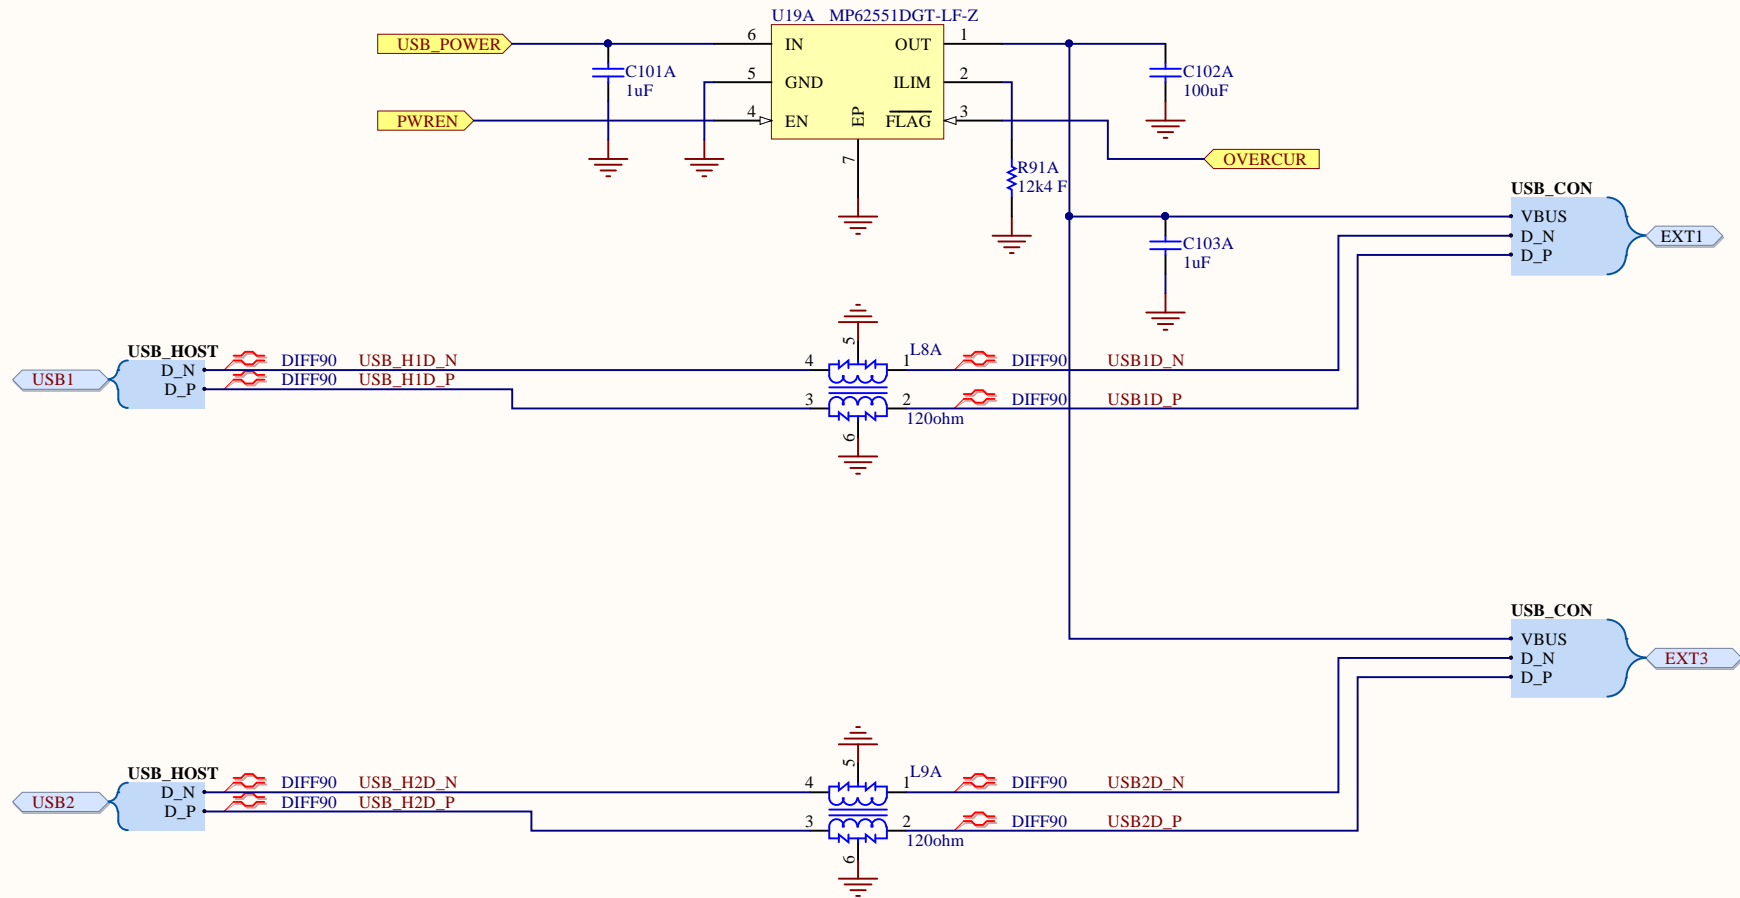 U19A MP62551DGT-LF-Z
USB_POWER 6 IN OUT 1
C101A C102A
1uF 100uF
5 GND ILIM 2
PWREN 4 EN EP FLAG 3
7
OVERCUR
R91A
12k4 F
USB_CON
VBUS
D_N EXT1
D_P
C103A
1uF
USB_HOST
USB1 D_N DIFF90 USB_H1D_N 4 5 1 L8A DIFF90 USB1D_N
D_P DIFF90 USB_H1D_P 3 6 2 DIFF90 USB1D_P
120ohm
USB_CON
VBUS
D_N EXT3
D_P
USB_HOST
USB2 D_N DIFF90 USB_H2D_N 4 5 1 L9A DIFF90 USB2D_N
D_P DIFF90 USB_H2D_P 3 6 2 DIFF90 USB2D_P
120ohm